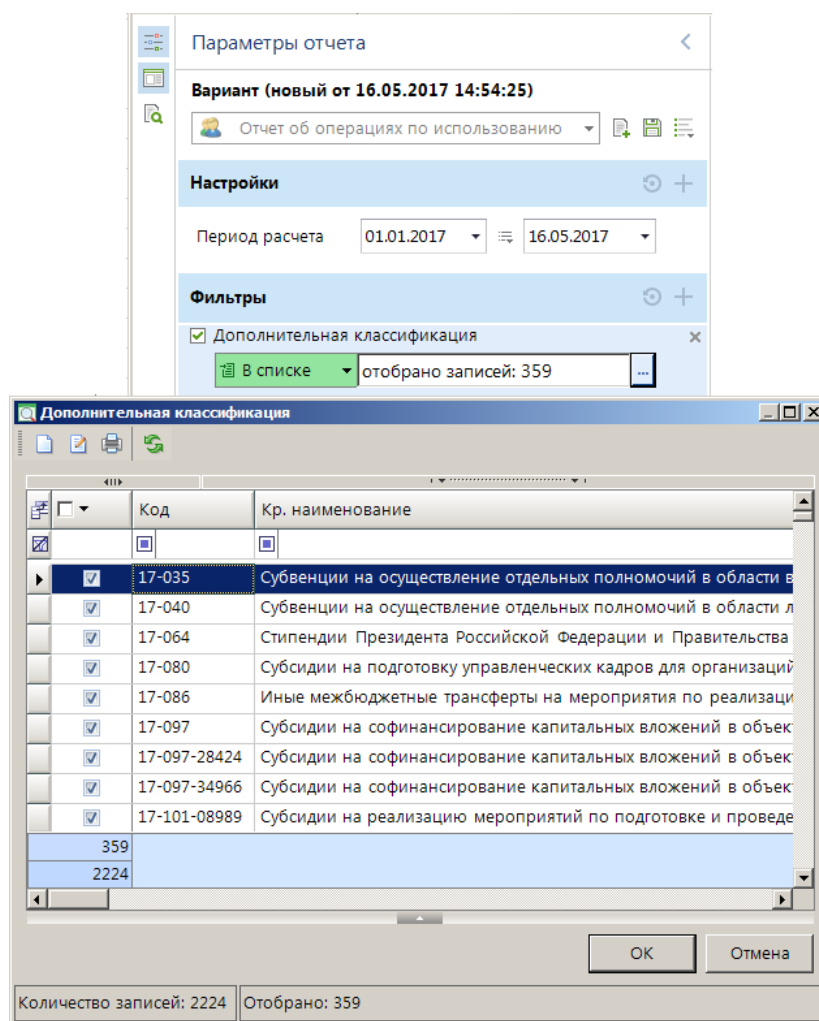 Параметры отчета
Вариант (новый от 16.05.2017 14:54:25)
Отчет об операциях по использованию
Настройки
Период расчета 01.01.2017 16.05.2017
Фильтры
Дополнительная классификация
В списке отобрано записей: 359 ...
Дополнительная классификация
Код Кр. наименование
17-035 Субвенции на осуществление отдельных полномочий в области в
17-040 Субвенции на осуществление отдельных полномочий в области л
17-064 Стипендии Президента Российской Федерации и Правительства
17-080 Субсидии на подготовку управленческих кадров для организаций
17-086 Иные межбюджетные трансферты на мероприятия по реализаци
17-097 Субсидии на софинансирование капитальных вложений в объек
17-097-28424 Субсидии на софинансирование капитальных вложений в объек
17-097-34966 Субсидии на софинансирование капитальных вложений в объек
17-101-08989 Субсидии на реализацию мероприятий по подготовке и проведе
359
2224
ОК Отмена
Количество записей: 2224 Отобрано: 359